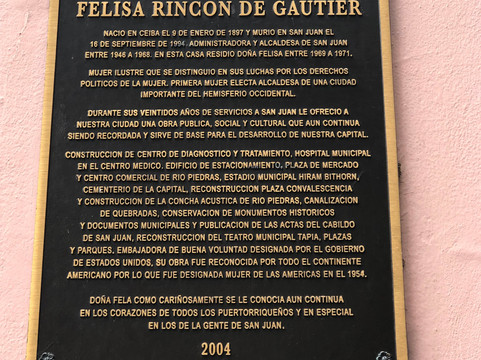 FELISA RINCON DE GAUTIER
NACIO EN CEIBA EL 9 DE ENERO DE 1897 Y MURIO EN SAN JUAN EL
16 DE SEPTIEMBRE DE 1994. ADMINISTRADORA Y ALCALDESA DE SAN JUAN
ENTRE 1946 A 1968. EN ESTA CASA RESIDIO DOÑA FELISA ENTRE 1969 A 1971.
MUJER ILUSTRE QUE SE DISTINGUIO EN SUS LUCHAS POR LOS DERECHOS
POLITICOS DE LA MUJER. PRIMERA MUJER ELECTA ALCALDESA DE UNA CIUDAD
IMPORTANTE DEL HEMISFERIO OCCIDENTAL.
DURANTE SUS VEINTIDOS AÑOS DE SERVICIOS A SAN JUAN LE OFRECIO A
NUESTRA CIUDAD UNA OBRA PUBLICA, SOCIAL Y CULTURAL QUE AUN CONTINUA
SIENDO RECORDADA Y SIRVE DE BASE PARA EL DESARROLLO DE NUESTRA CAPITAL.
CONSTRUCCION DE CENTRO DE DIAGNOSTICO Y TRATAMIENTO, HOSPITAL MUNICIPAL
EN EL CENTRO MEDICO, EDIFICIO DE ESTACIONAMIENTO, PLAZA DE MERCADO
Y CENTRO COMERCIAL DE RIO PIEDRAS, ESTADIO MUNICIPAL HIRAM BITHORN,
CEMENTERIO DE LA CAPITAL, RECONSTRUCCION PLAZA CONVALESCENCIA
Y CONSTRUCCION DE LA CONCHA ACUSTICA DE RIO PIEDRAS, CANALIZACION
DE QUEBRADAS, CONSERVACION DE MONUMENTOS HISTORICOS
Y DOCUMENTOS MUNICIPALES Y PUBLICACION DE LAS ACTAS DEL CABILDO
DE SAN JUAN, RECONSTRUCCION DEL TEATRO MUNICIPAL TAPIA, PLAZAS
Y PARQUES, EMBAJADORA DE BUENA VOLUNTAD DESIGNADA POR EL GOBIERNO
DE ESTADOS UNIDOS, SU OBRA FUE RECONOCIDA POR TODO EL CONTINENTE
AMERICANO POR LO QUE FUE DESIGNADA MUJER DE LAS AMERICAS EN EL 1954.
DOÑA FELA COMO CARIÑOSAMENTE SE LE CONOCIA AUN CONTINUA
EN LOS CORAZONES DE TODOS LOS PUERTORRIQUEÑOS Y EN ESPECIAL
EN LOS DE LA GENTE DE SAN JUAN.
2004